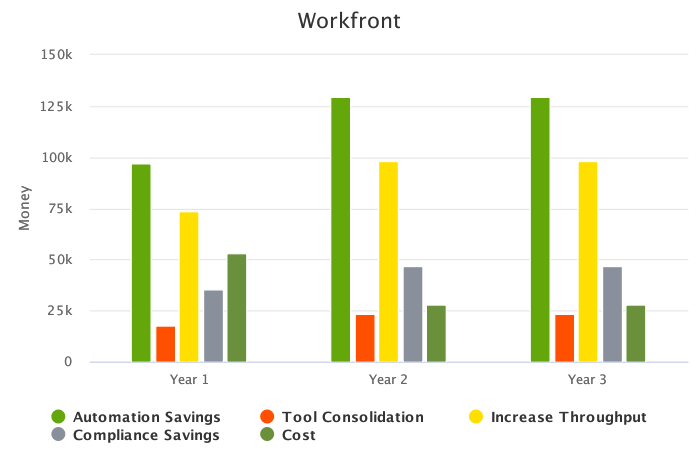 Workfront
150k
125k
100k
75k
50k
25k
0
Money
Year 1 Year 2 Year 3
Automation Savings Tool Consolidation Increase Throughput
Compliance Savings Cost